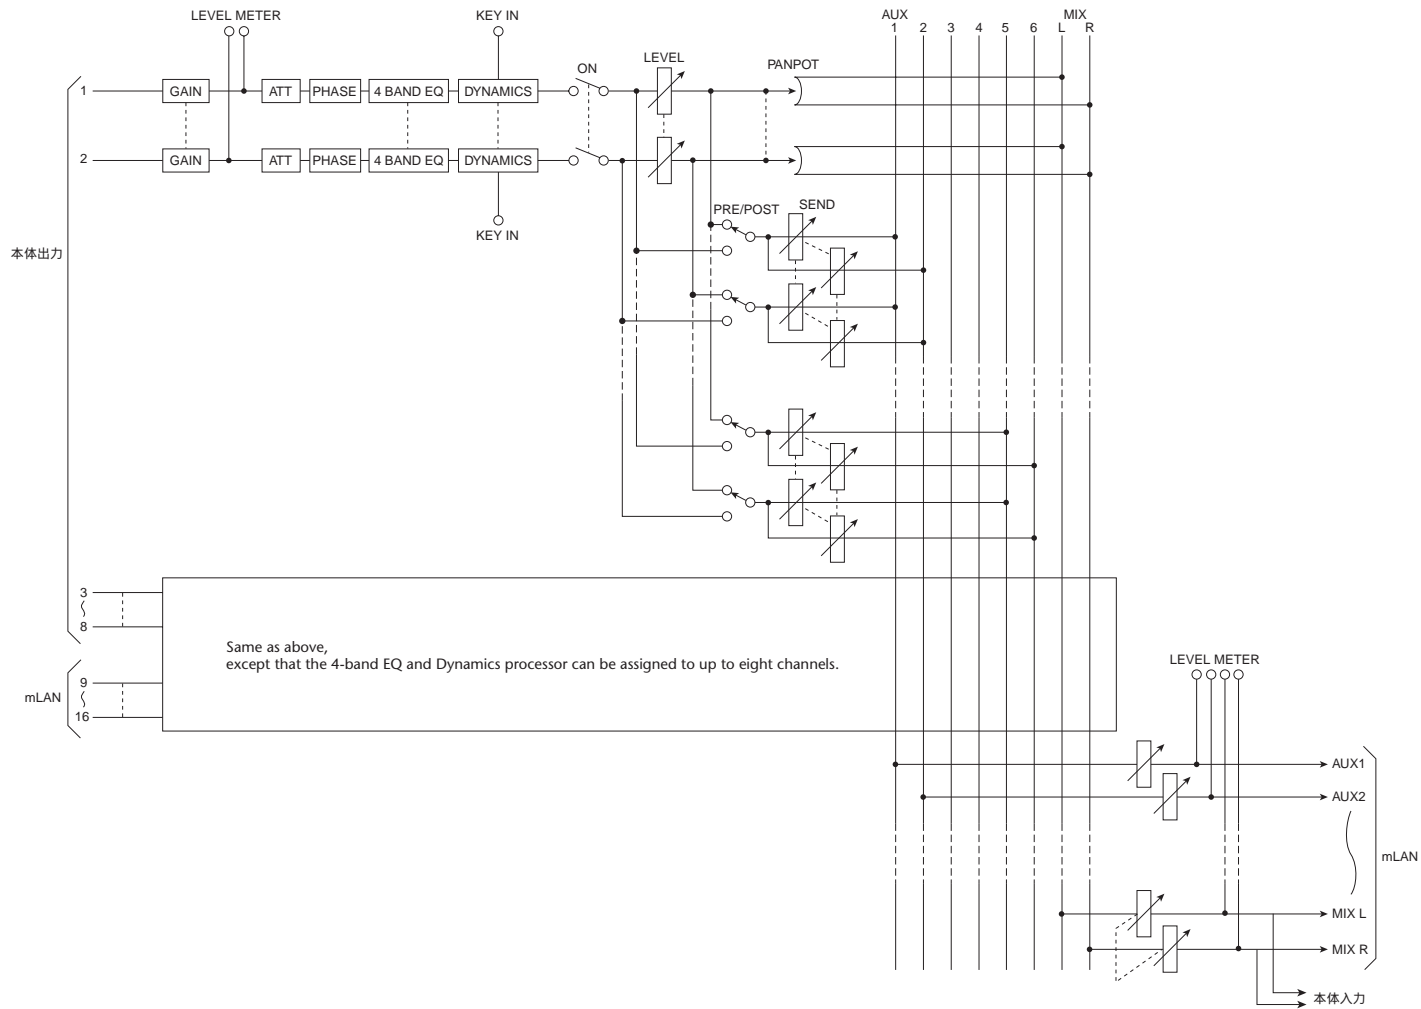 LEVEL METER
KEY IN
AUX
MIX
1 2 3 4 5 6 L R
ON
LEVEL
PANPOT
1 GAIN ATT PHASE 4 BAND EQ DYNAMICS
2 GAIN ATT PHASE 4 BAND EQ DYNAMICS
PRE/POST
SEND
KEY IN
本体出力
3
8
Same as above,
except that the 4-band EQ and Dynamics processor can be assigned to up to eight channels.
LEVEL METER
9
mLAN
16
AUX1
AUX2
mLAN
MIX L
MIX R
本体入力